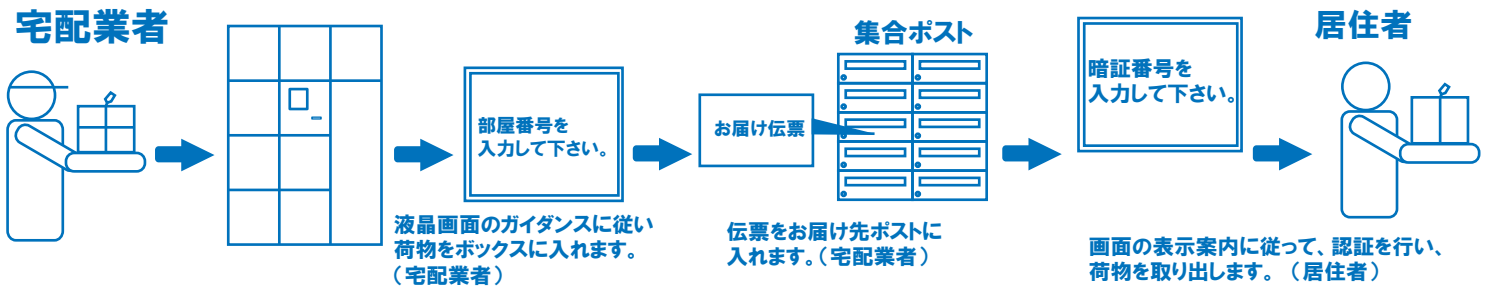 宅配業者
部屋番号を
入力して下さい。
液晶画面のガイダンスに従い
荷物をボックスに入れます。
（宅配業者）
集合ポスト
お届け伝票
伝票をお届け先ポストに
入れます。（宅配業者）
暗証番号を
入力して下さい。
居住者
画面の表示案内に従って、認証を行い、
荷物を取り出します。（居住者）